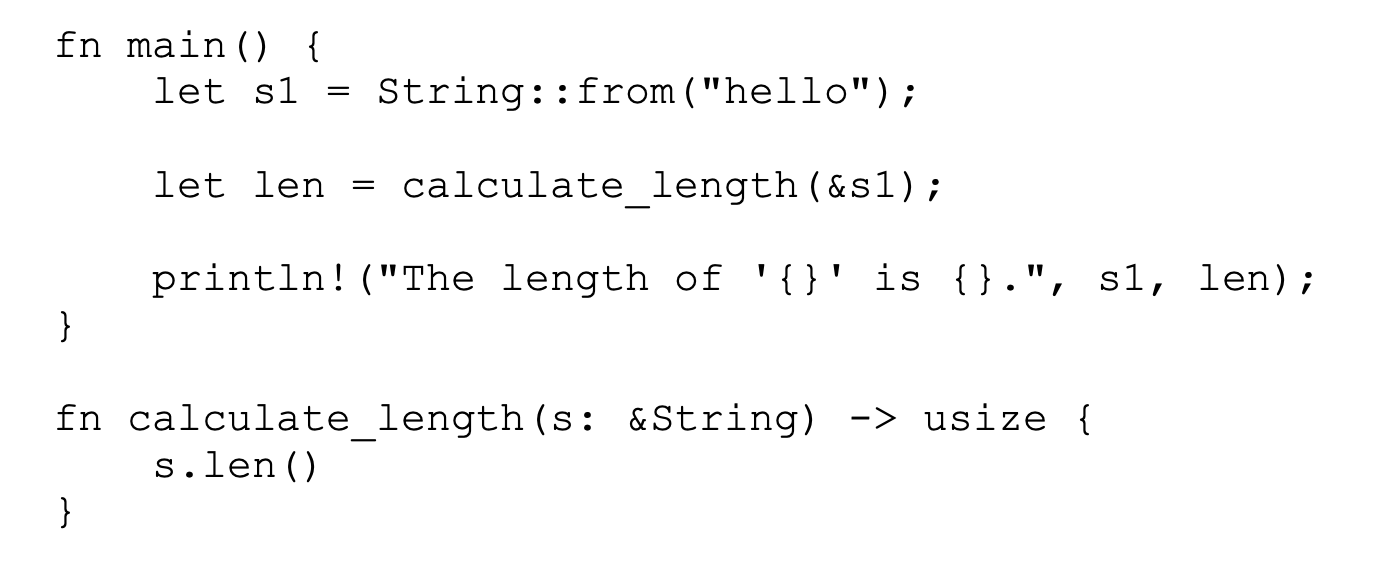 fn main() {
    let s1 = String::from("hello");

    let len = calculate_length(&s1);

    println!("The length of '{}' is {}.", s1, len);
}

fn calculate_length(s: &String) -> usize {
    s.len()
}